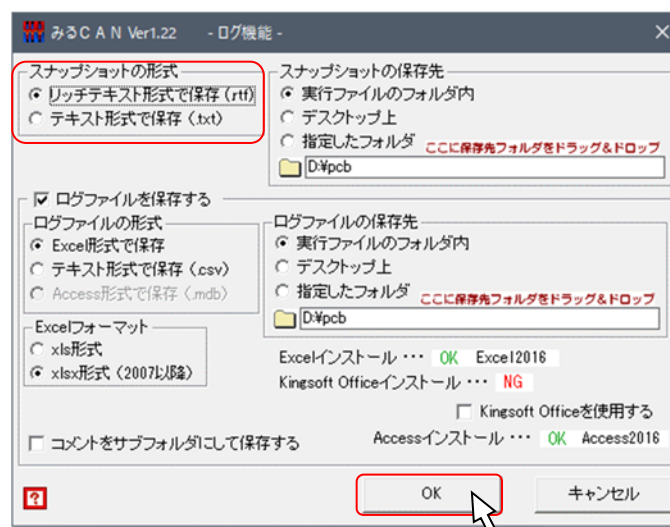 みるCAN Ver1.22 - ログ機能 -
スナップショットの形式
リッチテキスト形式で保存(rtf)
テキスト形式で保存(.txt)
スナップショットの保存先
実行ファイルのフォルダ内
デスクトップ上
指定したフォルダ ここに保存先フォルダをドラッグ&ドロップ
D:¥pcb
ログファイルを保存する
ログファイルの形式
Excel形式で保存
テキスト形式で保存(.csv)
Access形式で保存(.mdb)
ログファイルの保存先
実行ファイルのフォルダ内
デスクトップ上
指定したフォルダ ここに保存先フォルダをドラッグ&ドロップ
D:¥pcb
Excelフォーマット
xls形式
xlsx形式(2007以降)
Excelインストール・・・ OK Excel2016
Kingsoft Officeインストール・・・ NG
Kingsoft Officeを使用する
コメントをサブフォルダにして保存する
Accessインストール・・・ OK Access2016
?
OK
キャンセル